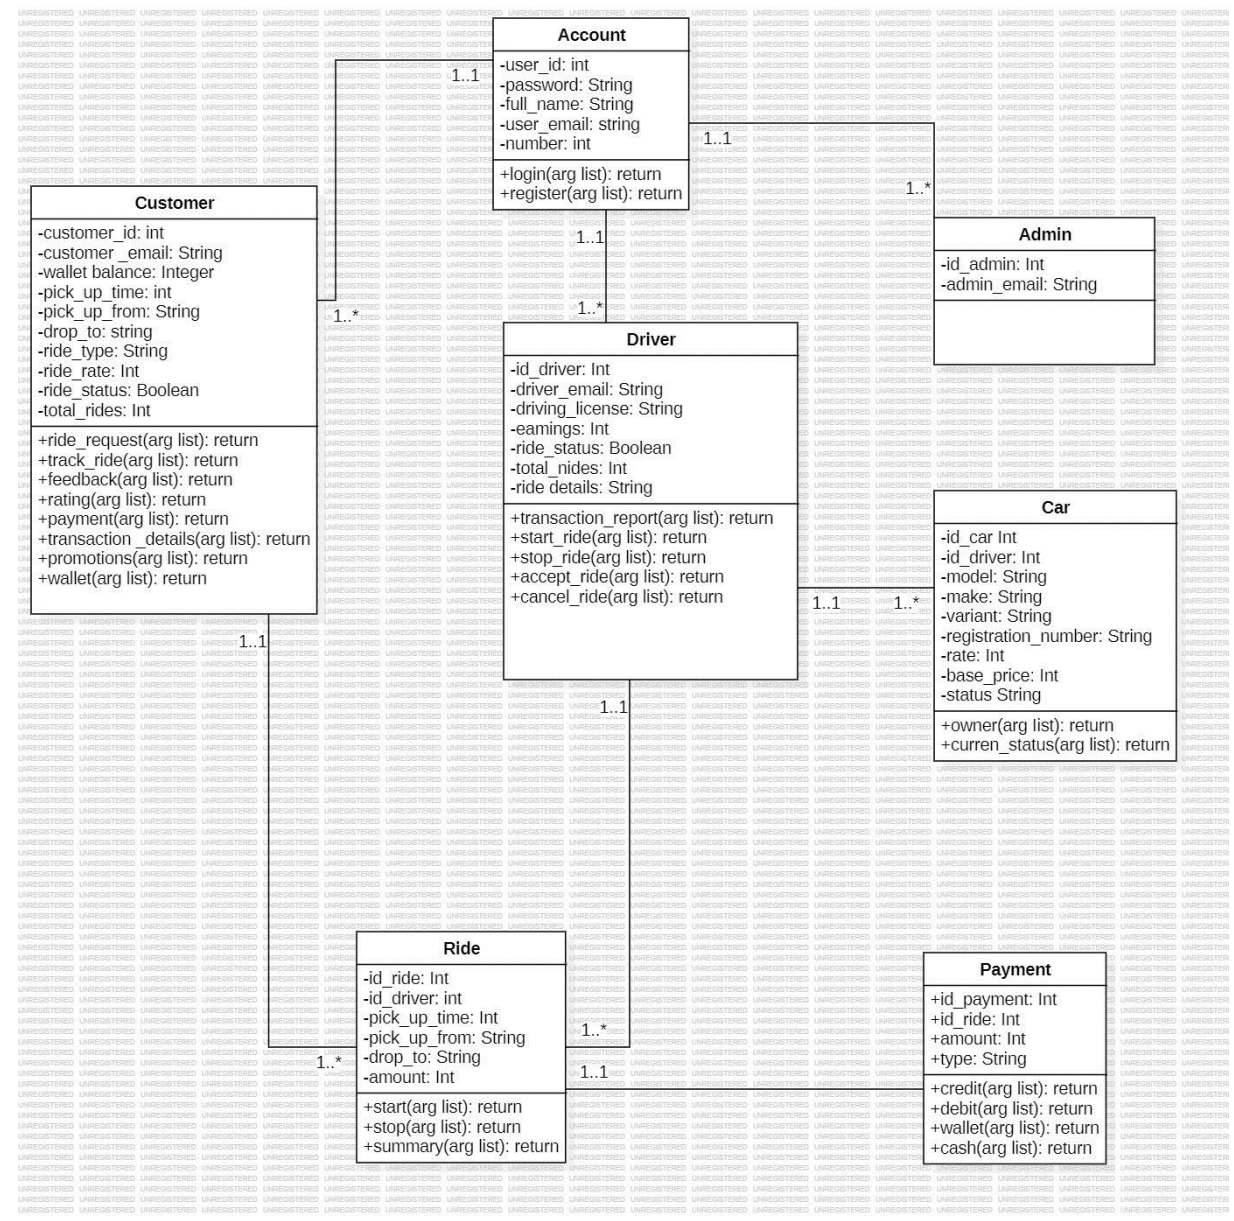 Account
-user_id: int
-password: String
-full_name: String
-user_email: string
-number: int
+login(arg list): return
+register(arg list): return
1..1
1..1
1..*
1..1
1..*
1..*
Customer
-customer_id: int
-customer _email: String
-wallet balance: Integer
-pick_up_time: int
-pick_up_from: String
-drop_to: string
-ride_type: String
-ride_rate: Int
-ride_status: Boolean
-total_rides: Int
+ride_request(arg list): return
+track_ride(arg list): return
+feedback(arg list): return
+rating(arg list): return
+payment(arg list): return
+transaction _details(arg list): return
+promotions(arg list): return
+wallet(arg list): return
Admin
-id_admin: Int
-admin_email: String
Driver
-id_driver: Int
-driver_email: String
-driving_license: String
-eamings: Int
-ride_status: Boolean
-total_nides: Int
-ride details: String
+transaction_report(arg list): return
+start_ride(arg list): return
+stop_ride(arg list): return
+accept_ride(arg list): return
+cancel_ride(arg list): return
1..1
1..*
Car
-id_car Int
-id_driver: Int
-model: String
-make: String
-variant: String
-registration_number: String
-rate: Int
-base_price: Int
-status String
+owner(arg list): return
+curren_status(arg list): return
1..1
1..1
1..*
1..*
1..1
Ride
-id_ride: Int
-id_driver: int
-pick_up_time: Int
-pick_up_from: String
-drop_to: String
-amount: Int
+start(arg list): return
+stop(arg list): return
+summary(arg list): return
Payment
+id_payment: Int
+id_ride: Int
+amount: Int
+type: String
+credit(arg list): return
+debit(arg list): return
+wallet(arg list): return
+cash(arg list): return
UNREGISTERED